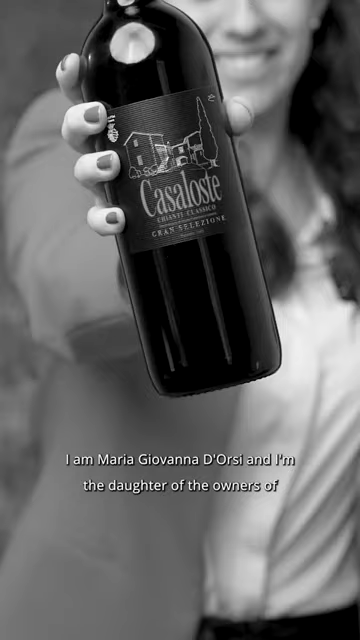 Casaloste
CHIANTI CLASSICO
GRAN SELEZIONE
I am Maria Giovanna D'Orsi and I'm
the daughter of the owners of